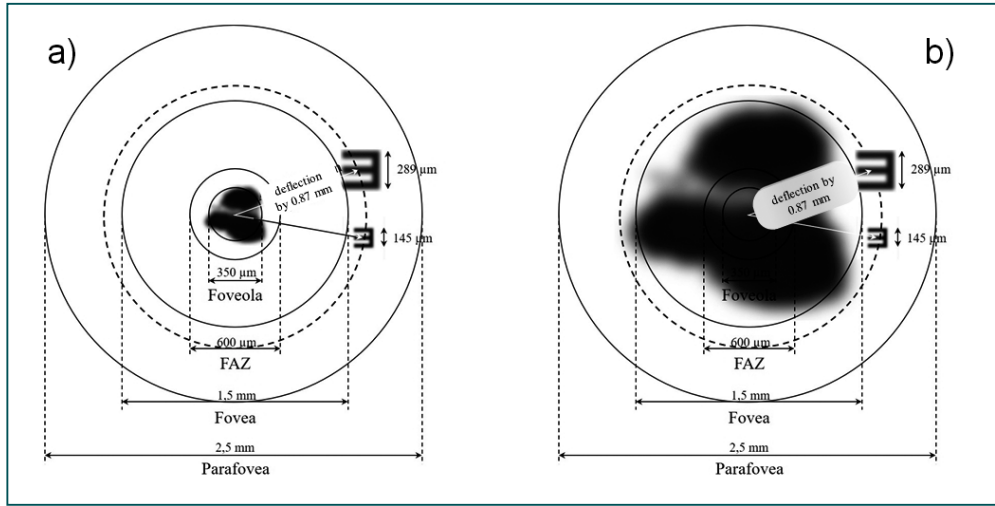 a)
deflection
by 0.87 mm
289 µm
145 µm
350 µm
Foveola
600 µm
FAZ
1,5 mm
Fovea
2,5 mm
Parafovea
b)
deflection by
0.87 mm
289 µm
145 µm
Foveola
600 µm
FAZ
1,5 mm
Fovea
2,5 mm
Parafovea